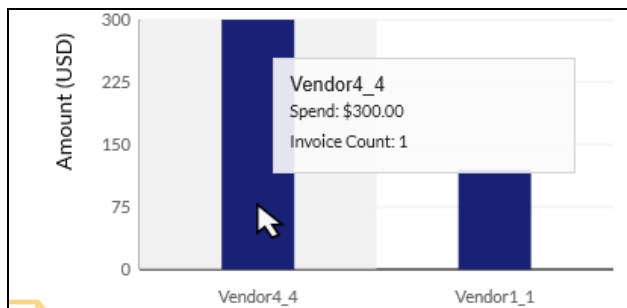 Amount (USD)
300
225
150
75
0
Vendor4_4
Spend: $300.00
Invoice Count: 1
Vendor4_4
Vendor1_1